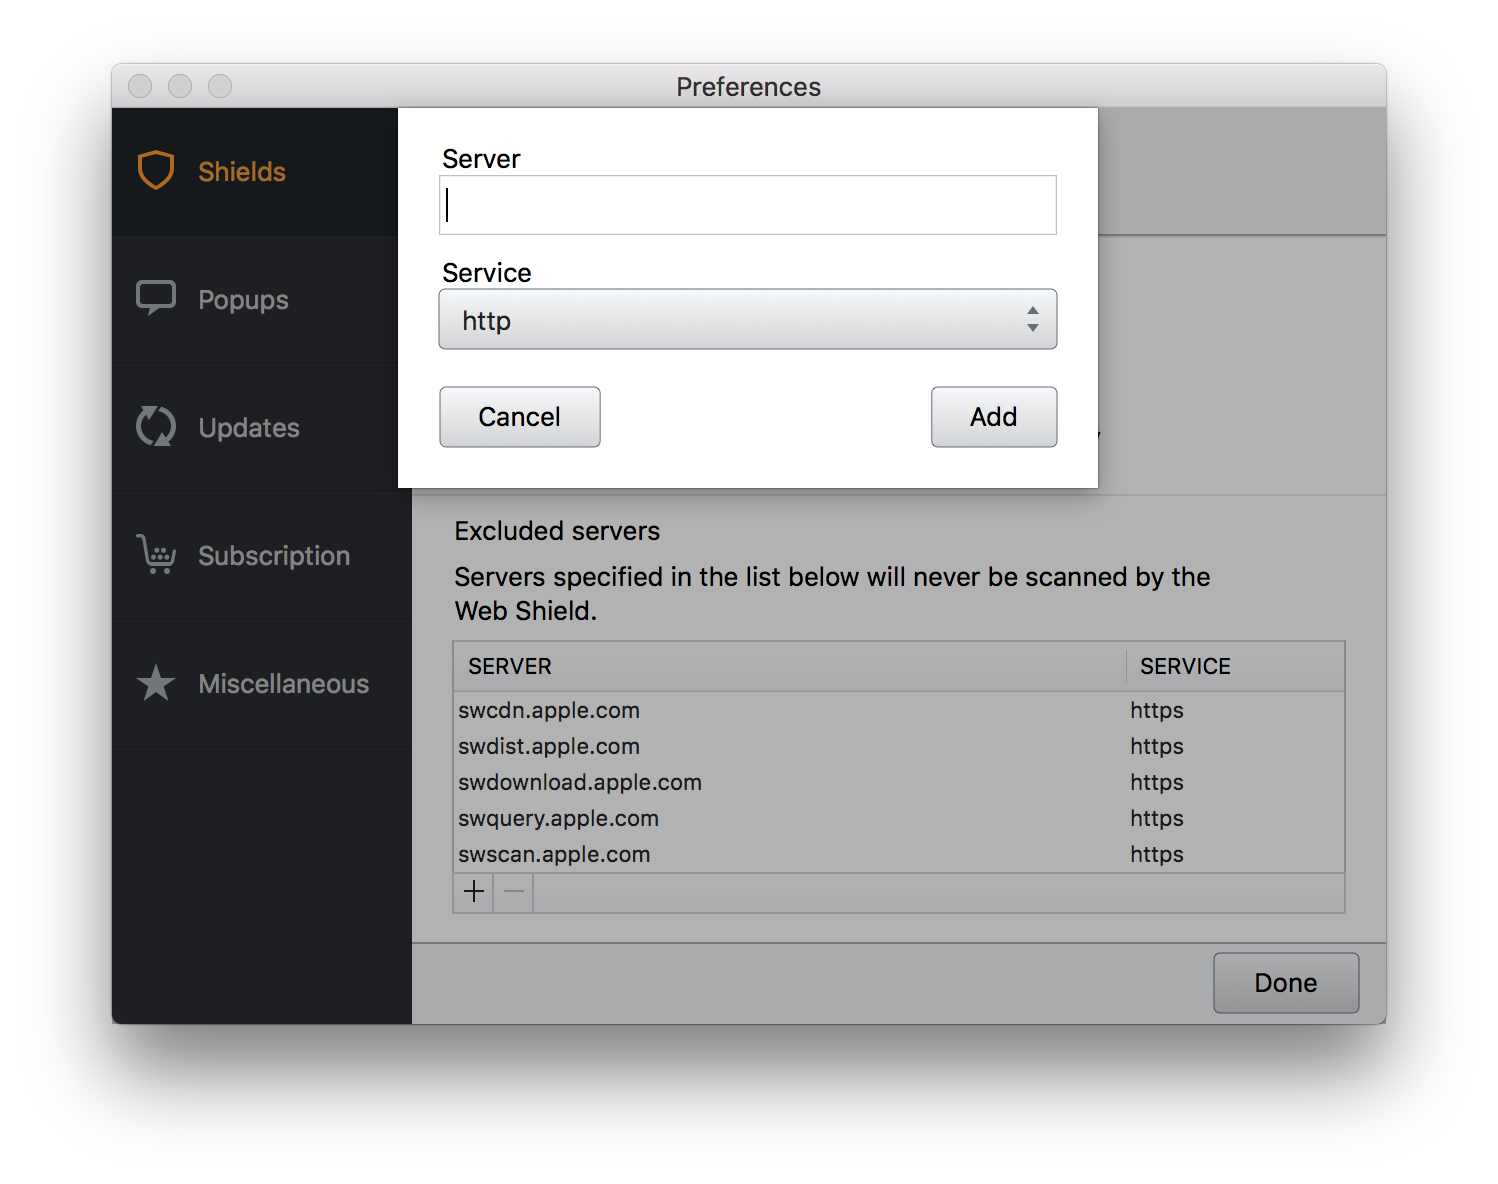 Preferences
Shields
Popups
Updates
Subscription
Miscellaneous
Server
Service
http
Cancel
Add
Excluded servers
Servers specified in the list below will never be scanned by the
Web Shield.
SERVER SERVICE
swcdn.apple.com https
swdist.apple.com https
swdownload.apple.com https
swquery.apple.com https
swscan.apple.com https
Done